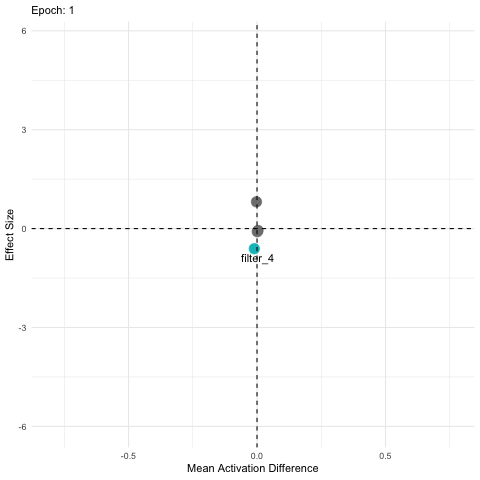 Epoch: 1
6
3
0
-3
-6
Effect Size
filter_4
-0.5 0.0 0.5
Mean Activation Difference